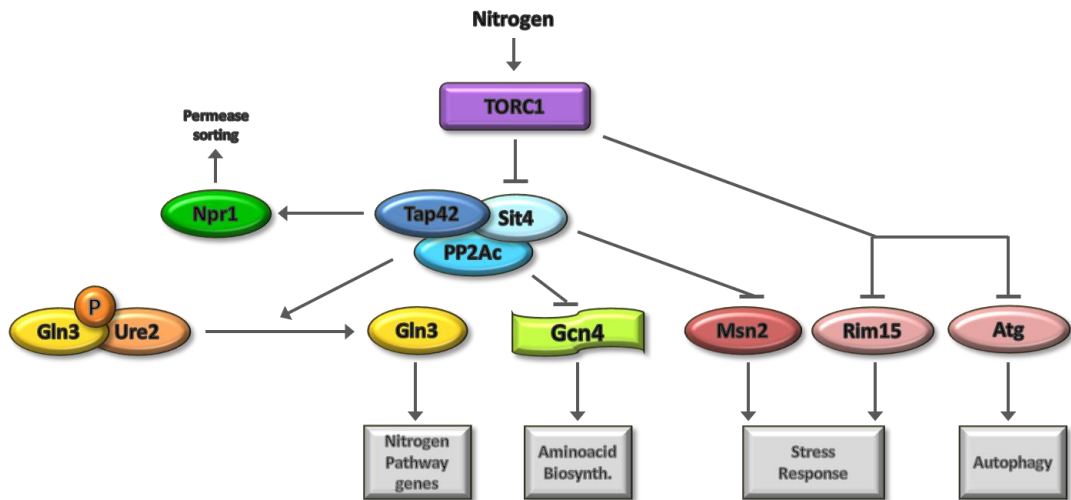 Nitrogen
TORC1
Permease
sorting
Npr1
Tap42
Sit4
PP2Ac
P
Gln3
Ure2
Gln3
Gcn4
Msn2
Rim15
Atg
Nitrogen
Pathway
genes
Aminoacid
Biosynth.
Stress
Response
Autophagy